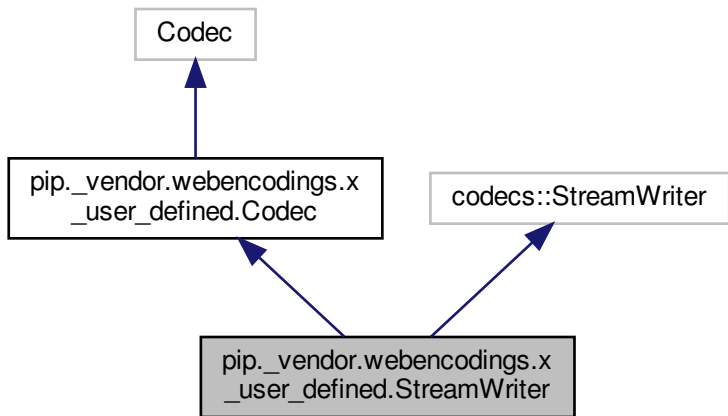 Codec
pip._vendor.webencodings.x
_user_defined.Codec
codecs::StreamWriter
pip._vendor.webencodings.x
_user_defined.StreamWriter